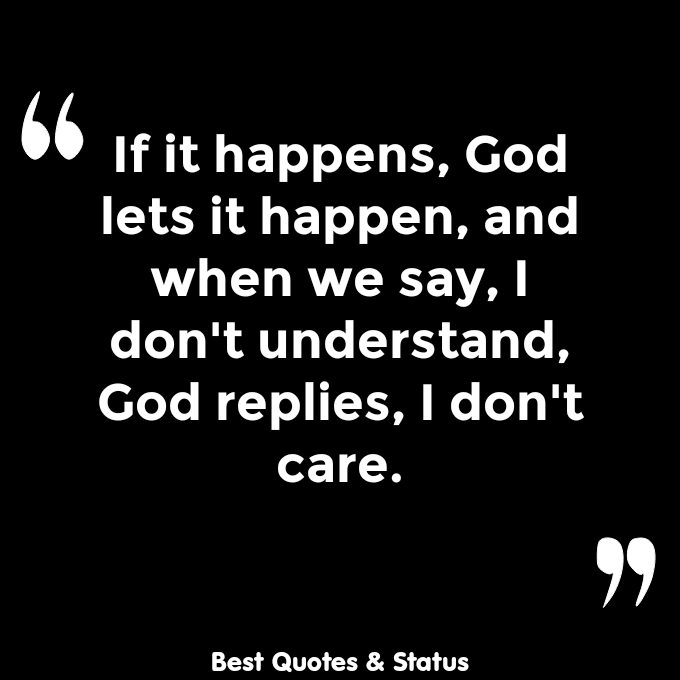 “
If it happens, God
lets it happen, and
when we say, I
don't understand,
God replies, I don't
care.
”
Best Quotes & Status